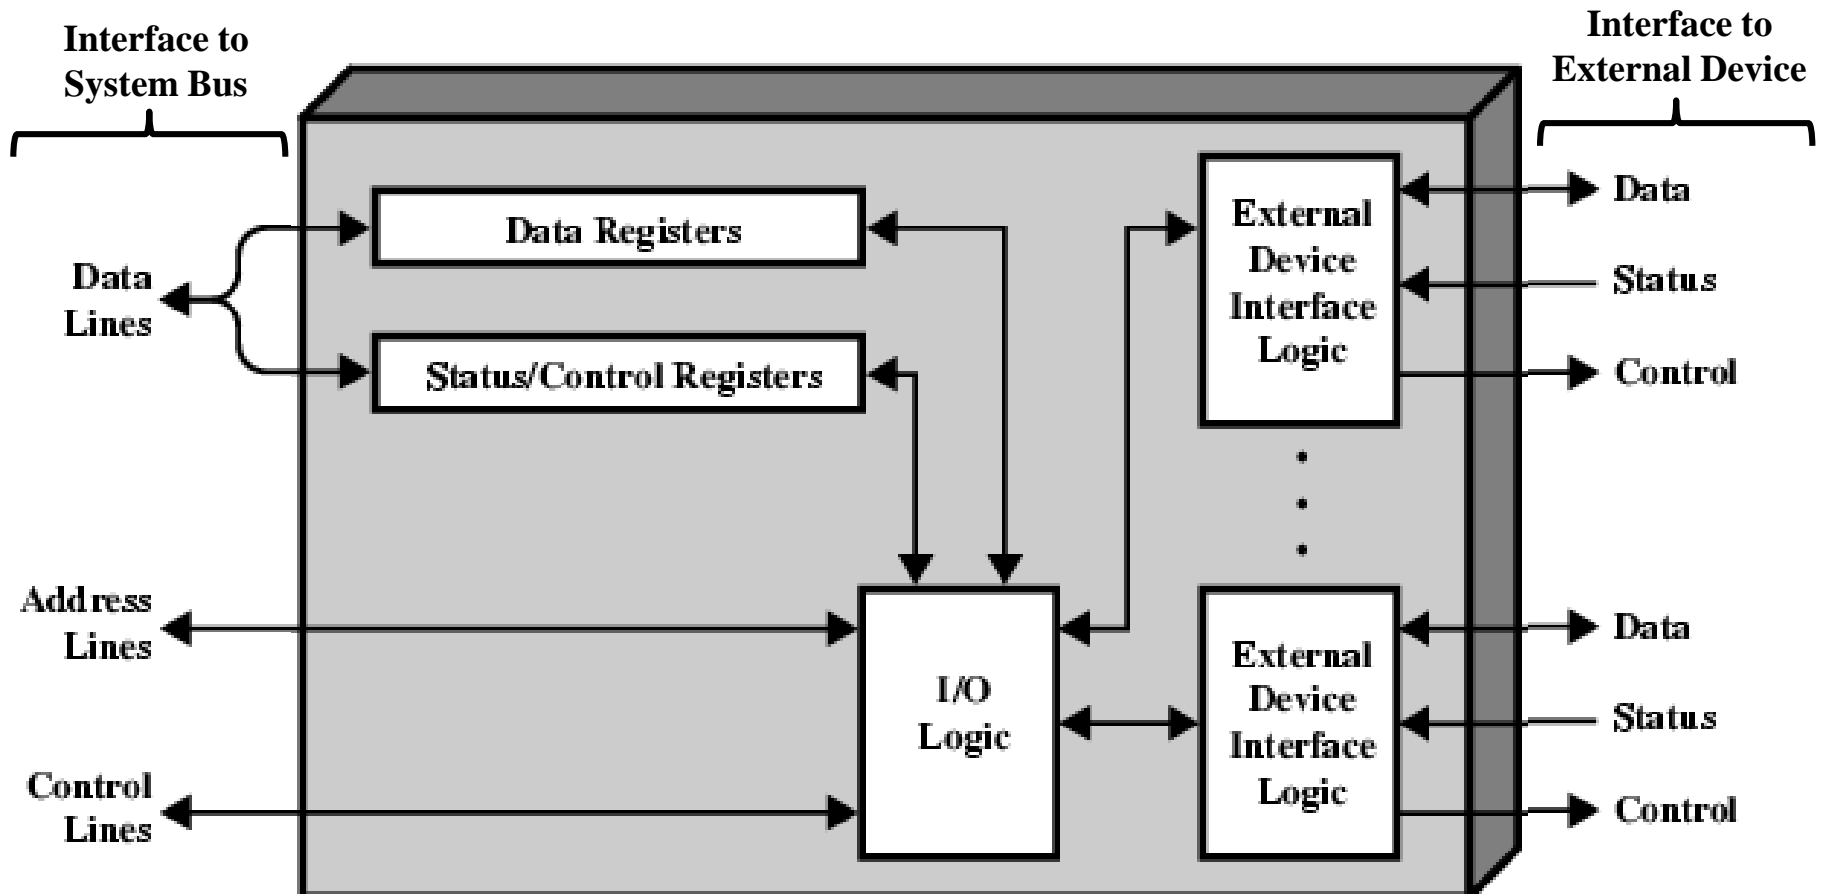 Interface to
System Bus
Interface to
External Device
Data Registers
Status/Control Registers
Data
Lines
Address
Lines
Control
Lines
I/O
Logic
External
Device
Interface
Logic
Data
Status
Control
External
Device
Interface
Logic
Data
Status
Control